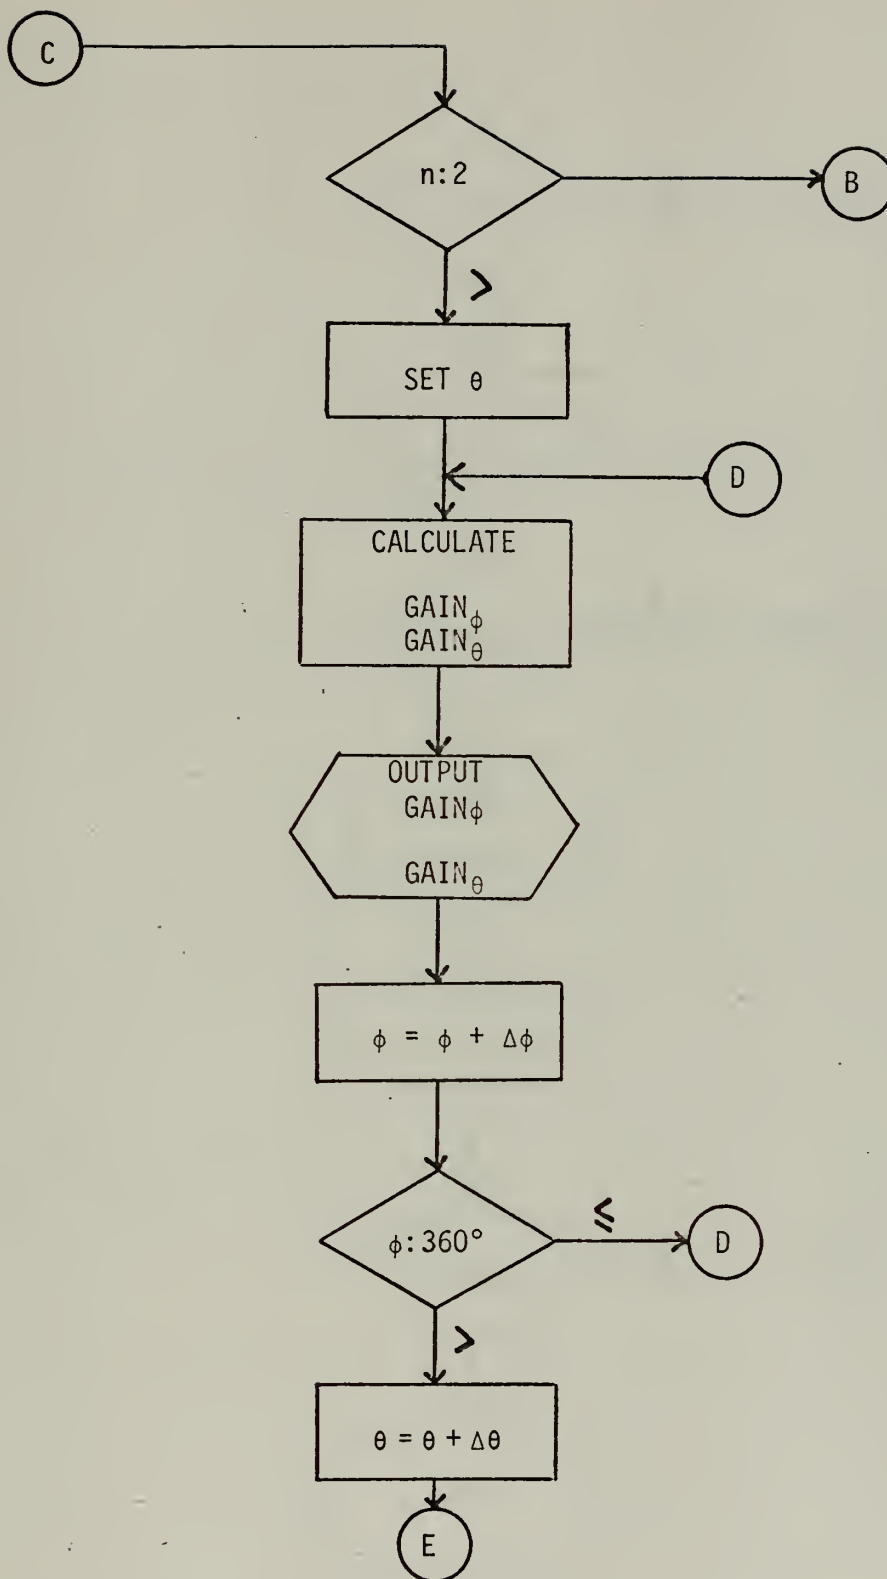 C
n:2
B
>
SET θ
D
CALCULATE
GAINϕ
GAINθ
OUTPUT
GAINϕ
GAINθ
ϕ = ϕ + Δϕ
ϕ:360°
≤
D
>
θ = θ + Δθ
E